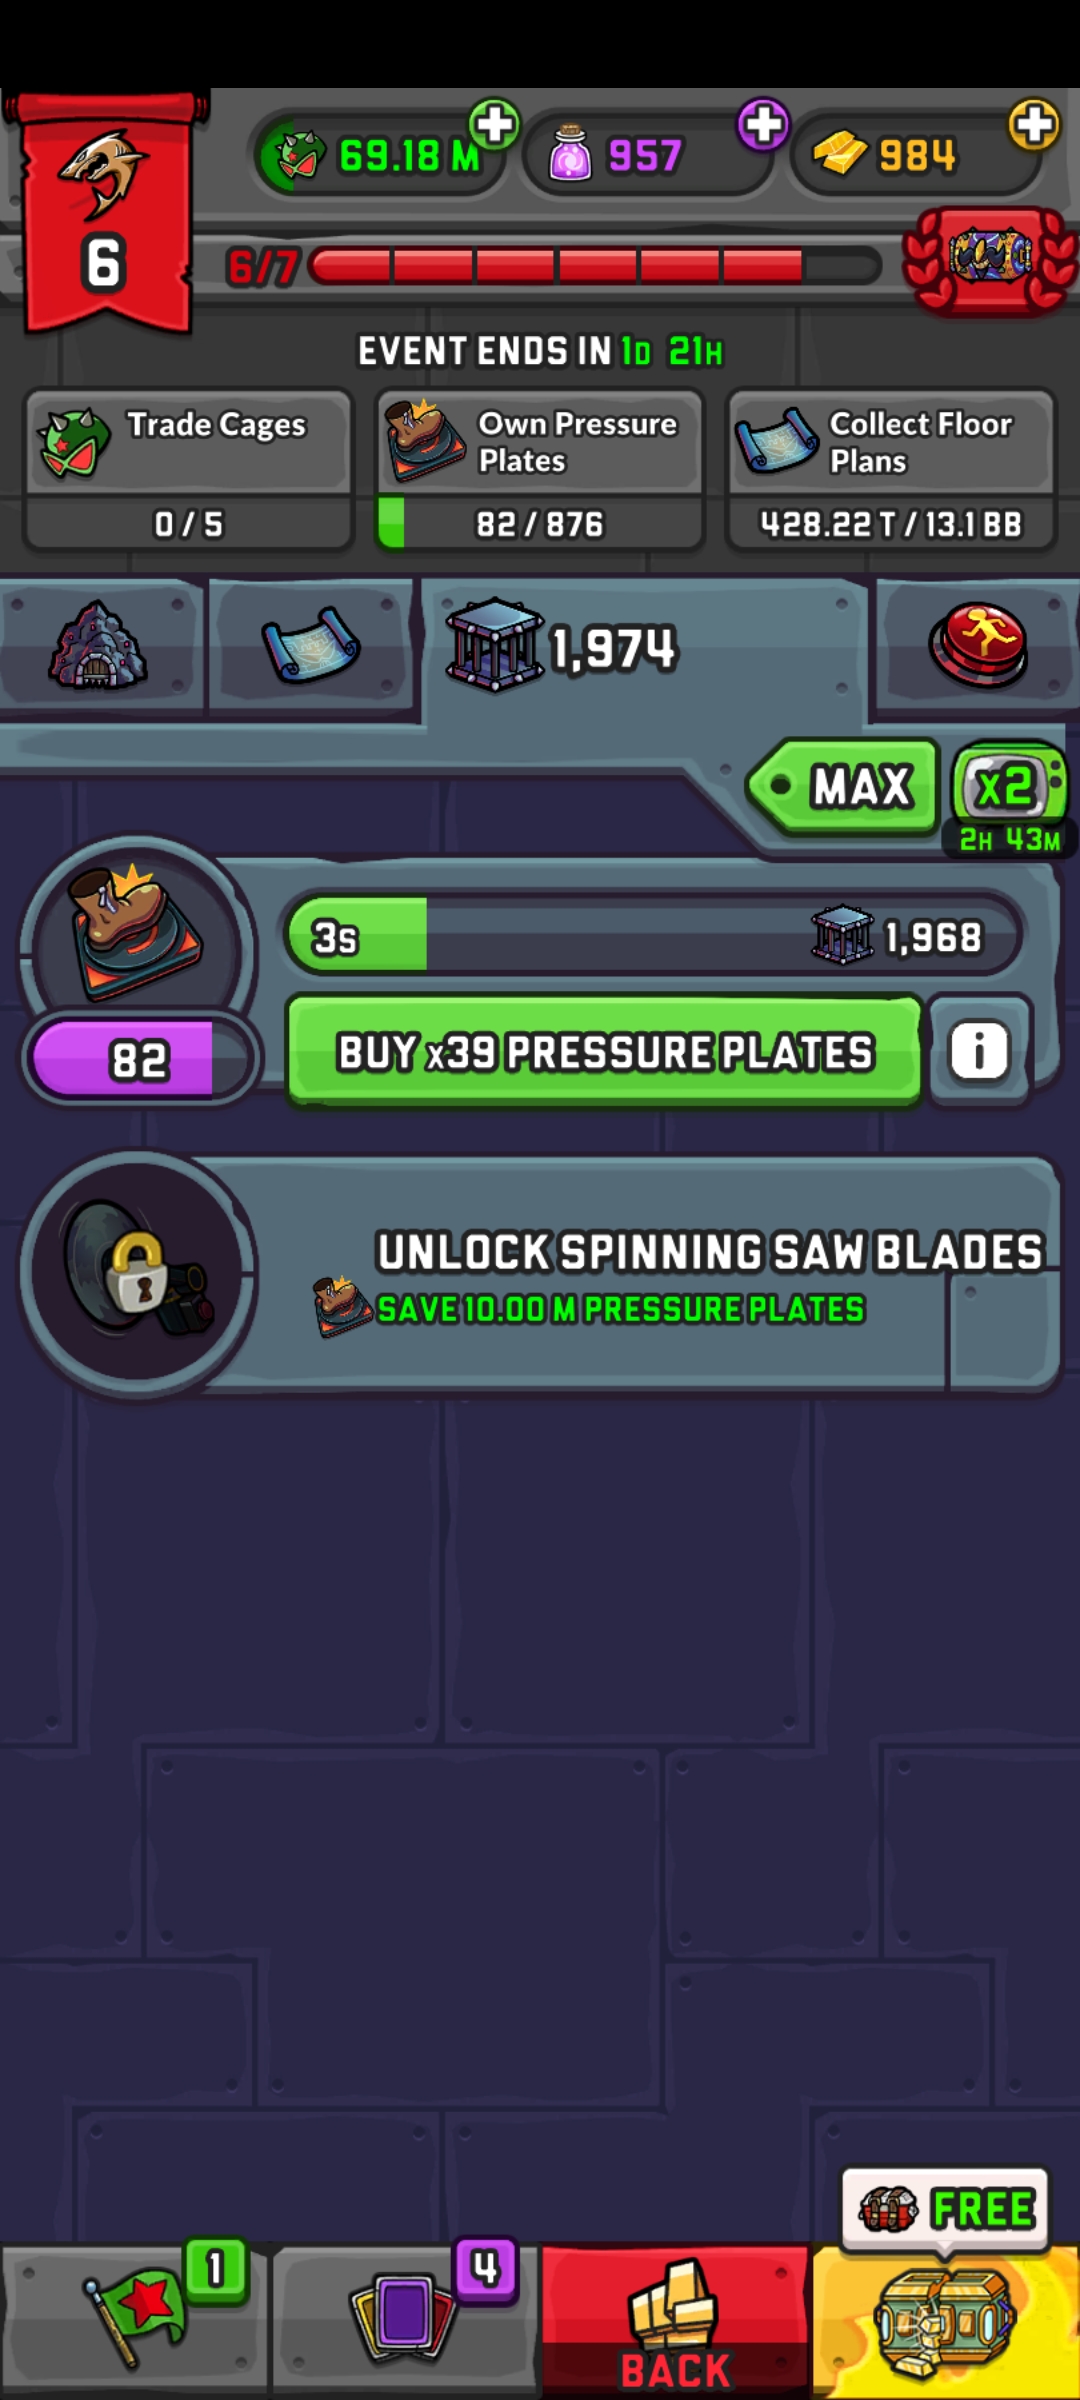 69.18 M
957
984
6
6/7
EVENT ENDS IN 1D 21H
Trade Cages
0 / 5
Own Pressure
Plates
82 / 876
Collect Floor
Plans
428.22 T / 13.1 BB
1,974
MAX
x2
2H 43M
3s
1,968
82
BUY x39 PRESSURE PLATES
i
UNLOCK SPINNING SAW BLADES
SAVE 10.00 M PRESSURE PLATES
FREE
1
4
BACK